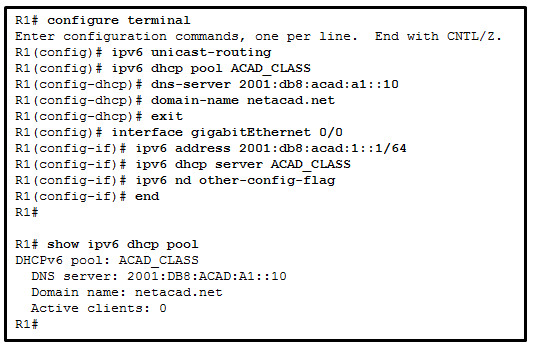 R1# configure terminal
Enter configuration commands, one per line.  End with CNTL/Z.
R1(config)# ipv6 unicast-routing
R1(config)# ipv6 dhcp pool ACAD_CLASS
R1(config-dhcp)# dns-server 2001:db8:acad:a1::10
R1(config-dhcp)# domain-name netacad.net
R1(config-dhcp)# exit
R1(config)# interface gigabitEthernet 0/0
R1(config-if)# ipv6 address 2001:db8:acad:1::1/64
R1(config-if)# ipv6 dhcp server ACAD_CLASS
R1(config-if)# ipv6 nd other-config-flag
R1(config-if)# end
R1#
R1# show ipv6 dhcp pool
DHCPv6 pool: ACAD_CLASS
  DNS server: 2001:DB8:ACAD:A1::10
  Domain name: netacad.net
  Active clients: 0
R1#